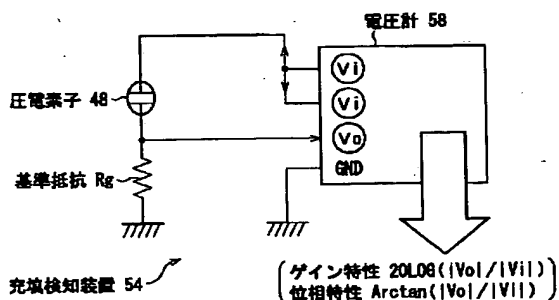 電圧計 58
Vi
Vi
圧電素子 48
Vo
GND
基準抵抗 Rg
充填検知装置 54
ゲイン特性 20LOG(|Vo|/|Vi|)
位相特性 Arctan(|Vo|/|Vi|)